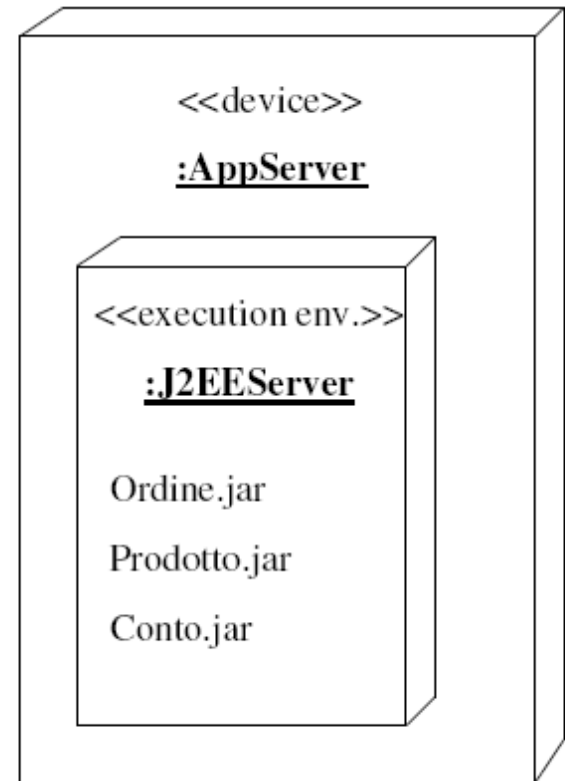 <<device>>
:AppServer
<<execution env.>>
:J2EEServer
Ordine.jar
Prodotto.jar
Conto.jar